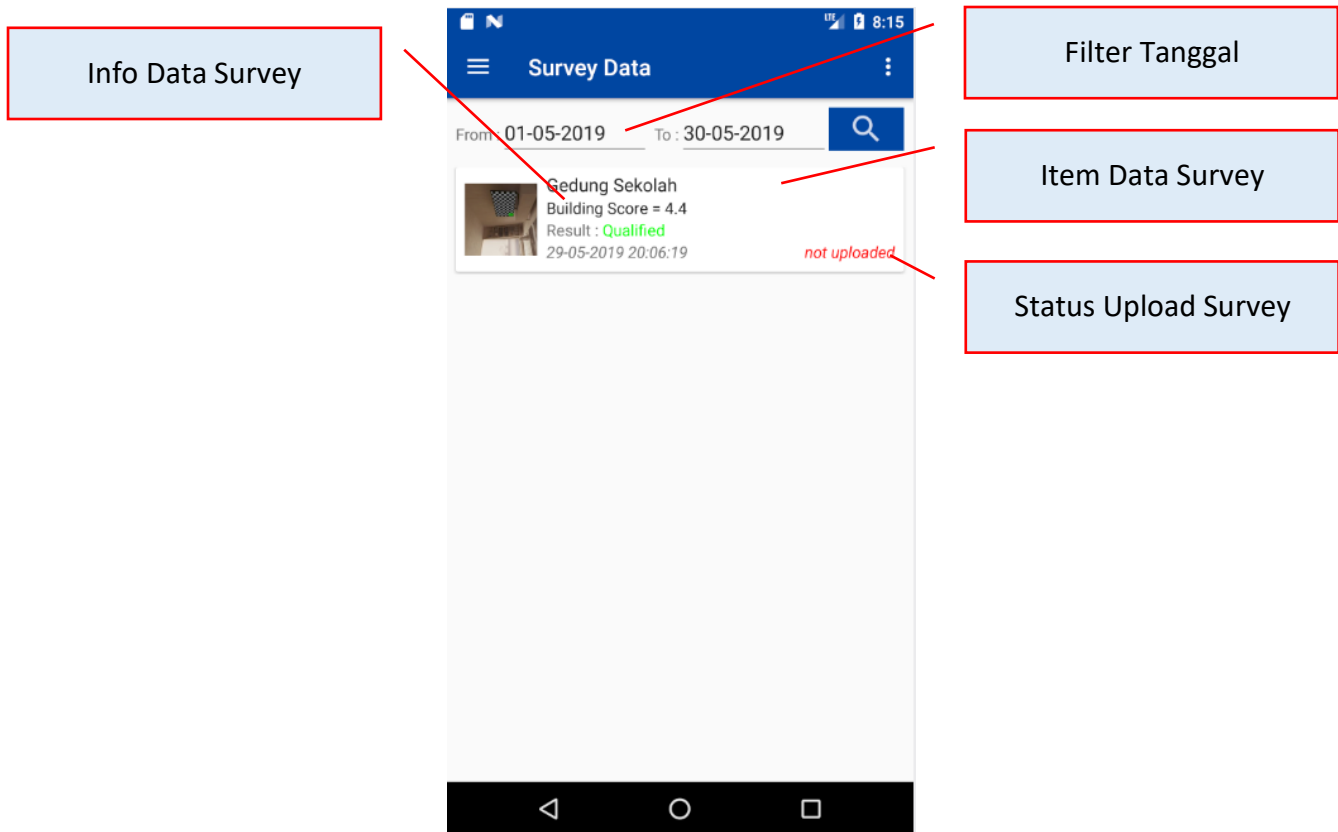 Info Data Survey
LTE 8:15
Survey Data
From : 01-05-2019 To : 30-05-2019
Gedung Sekolah
Building Score = 4.4
Result : Qualified
29-05-2019 20:06:19 not uploaded
Filter Tanggal
Item Data Survey
Status Upload Survey